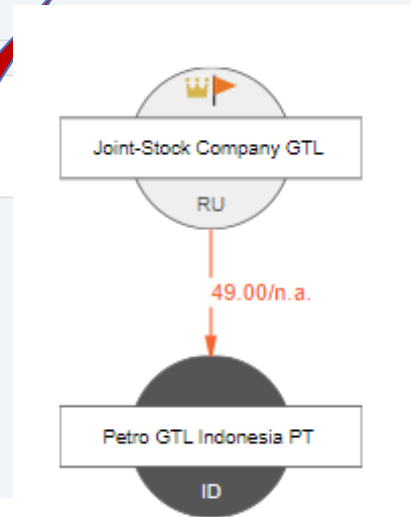 Joint-Stock Company GTL
RU
49.00/n.a.
Petro GTL Indonesia PT
ID